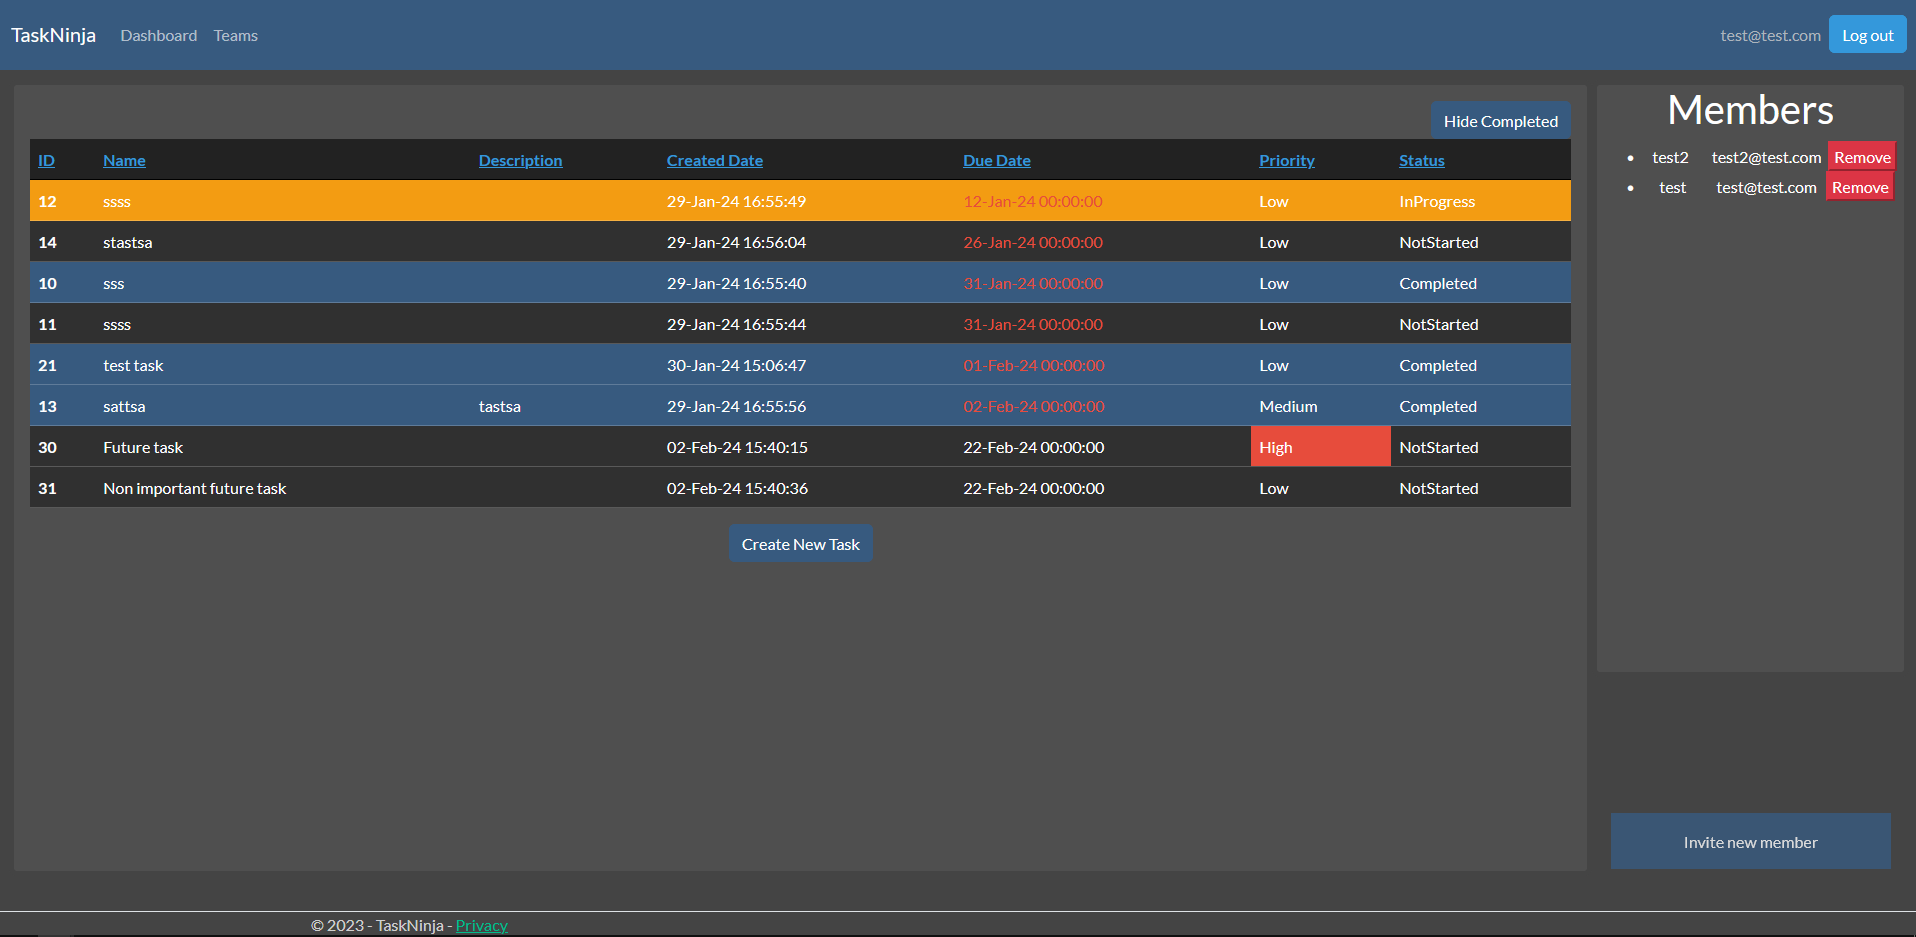 TaskNinja Dashboard Teams test@test.com Log out
Hide Completed
ID Name Description Created Date Due Date Priority Status
12 ssss 29-Jan-24 16:55:49 12-Jan-24 00:00:00 Low InProgress
14 stastsa 29-Jan-24 16:56:04 26-Jan-24 00:00:00 Low NotStarted
10 sss 29-Jan-24 16:55:40 31-Jan-24 00:00:00 Low Completed
11 ssss 29-Jan-24 16:55:44 31-Jan-24 00:00:00 Low NotStarted
21 test task 30-Jan-24 15:06:47 01-Feb-24 00:00:00 Low Completed
13 sattsa tastsa 29-Jan-24 16:55:56 02-Feb-24 00:00:00 Medium Completed
30 Future task 02-Feb-24 15:40:15 22-Feb-24 00:00:00 High NotStarted
31 Non important future task 02-Feb-24 15:40:36 22-Feb-24 00:00:00 Low NotStarted
Create New Task
Members
• test2 test2@test.com Remove
• test test@test.com Remove
Invite new member
© 2023 - TaskNinja - Privacy